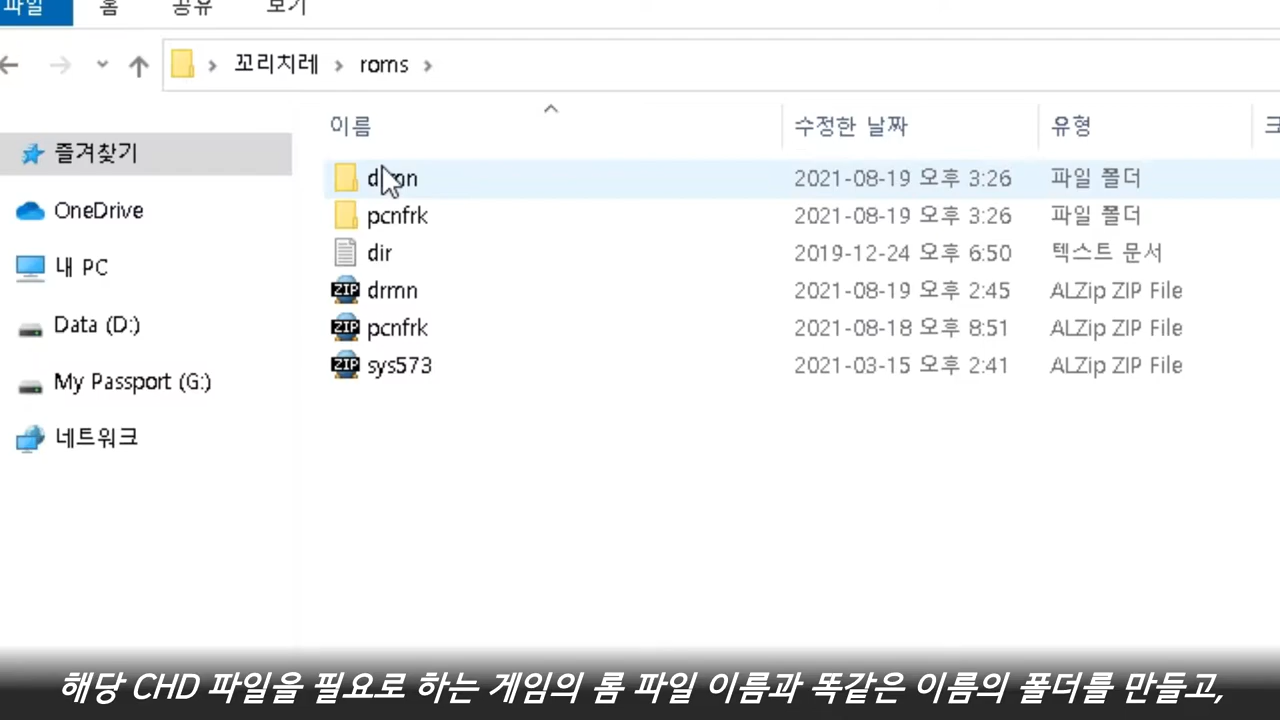 파일 홈 공유 보기
꼬리치레 roms
이름 수정한 날짜 유형
즐겨찾기
OneDrive
내 PC
Data (D:)
My Passport (G:)
네트워크
2021-08-19 오후 3:26 파일 폴더
pcnfrk 2021-08-19 오후 3:26 파일 폴더
dir 2019-12-24 오후 6:50 텍스트 문서
ZIP drmn 2021-08-19 오후 2:45 ALZip ZIP File
ZIP pcnfrk 2021-08-18 오후 8:51 ALZip ZIP File
ZIP sys573 2021-03-15 오후 2:41 ALZip ZIP File
해당 CHD 파일을 필요로 하는 게임의 롬 파일 이름과 똑같은 이름의 폴더를 만들고,